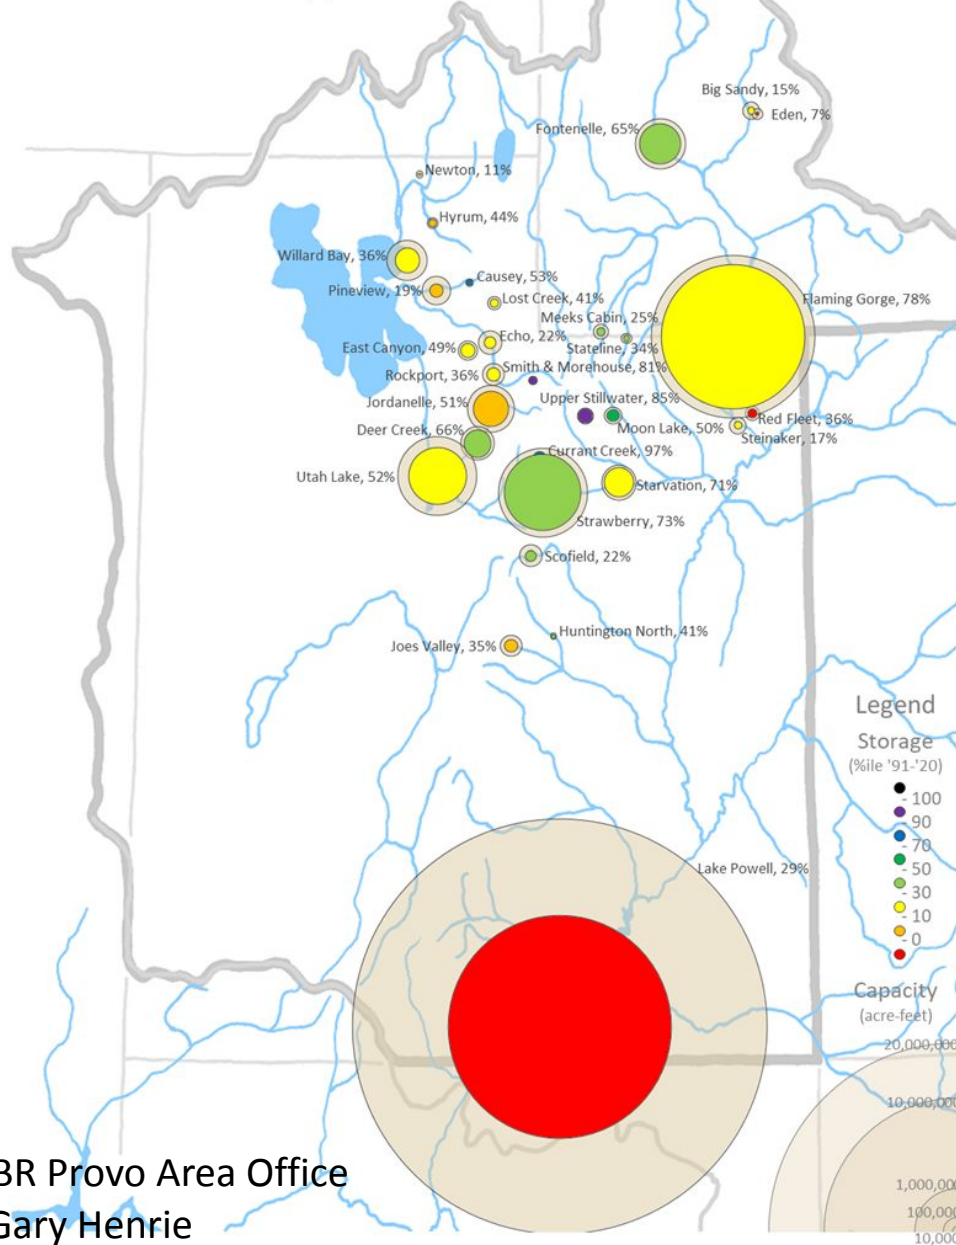 Big Sandy, 15%
Eden, 7%
Fontenelle, 65%
Newton, 11%
Hyrum, 44%
Willard Bay, 36%
Causey, 53%
Pineview, 19%
Lost Creek, 41%
Flaming Gorge, 78%
Meeks Cabin, 25%
Echo, 22%
East Canyon, 49%
Stateline, 34%
Smith & Morehouse, 81%
Rockport, 36%
Upper Stillwater, 85%
Jordanelle, 51%
Red Fleet, 36%
Moon Lake, 50%
Deer Creek, 66%
Steinaker, 17%
Currant Creek, 97%
Utah Lake, 52%
Starvation, 71%
Strawberry, 73%
Scofield, 22%
Huntington North, 41%
Joes Valley, 35%
Legend
Storage
(%ile '91-'20)
- 100
- 90
- 70
- 50
- 30
- 10
- 0
Lake Powell, 29%
Capacity
(acre-feet)
20,000,000
10,000,000
1,000,000
100,000
10,000
BR Provo Area Office
Gary Henrie